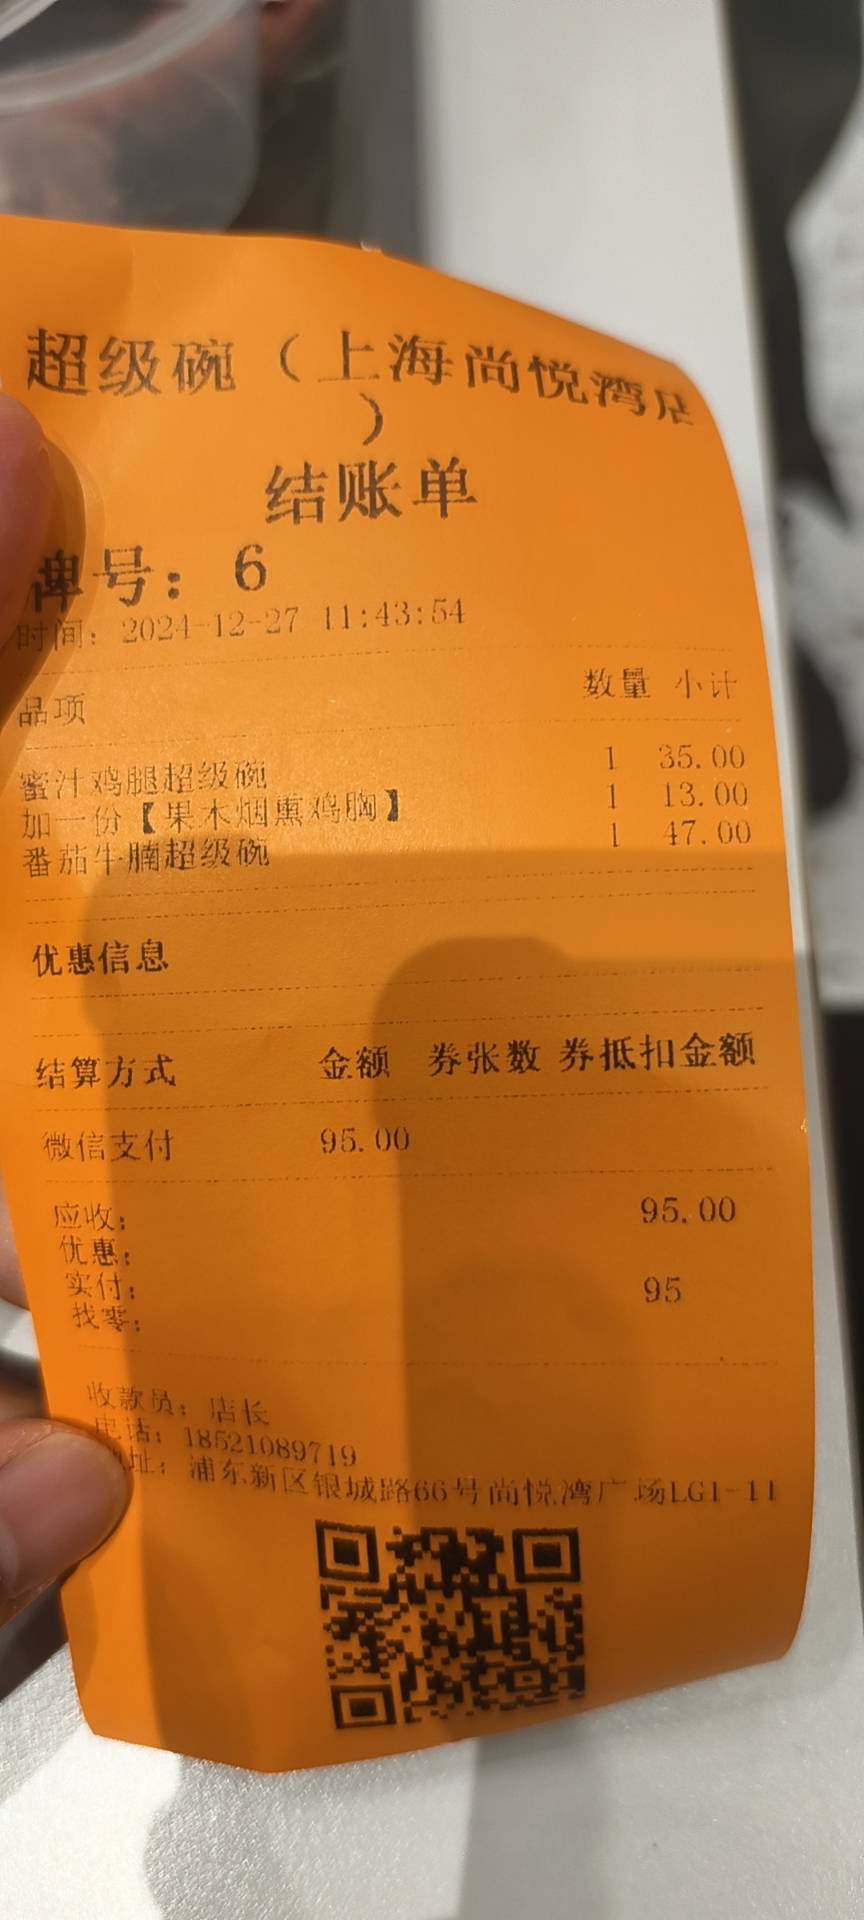 超级碗（上海尚悦湾店
）
结账单
牌号：6
时间：2024-12-27 11:43:54
品项 数量 小计
蜜汁鸡腿超级碗 1 35.00
加一份【果木烟熏鸡胸】 1 13.00
番茄牛腩超级碗 1 47.00
优惠信息
结算方式 金额 券张数 券抵扣金额
微信支付 95.00
应收： 95.00
优惠：
实付： 95
找零：
收款员：店长
电话：18521089719
址：浦东新区银城路66号尚悦湾广场LG1-11